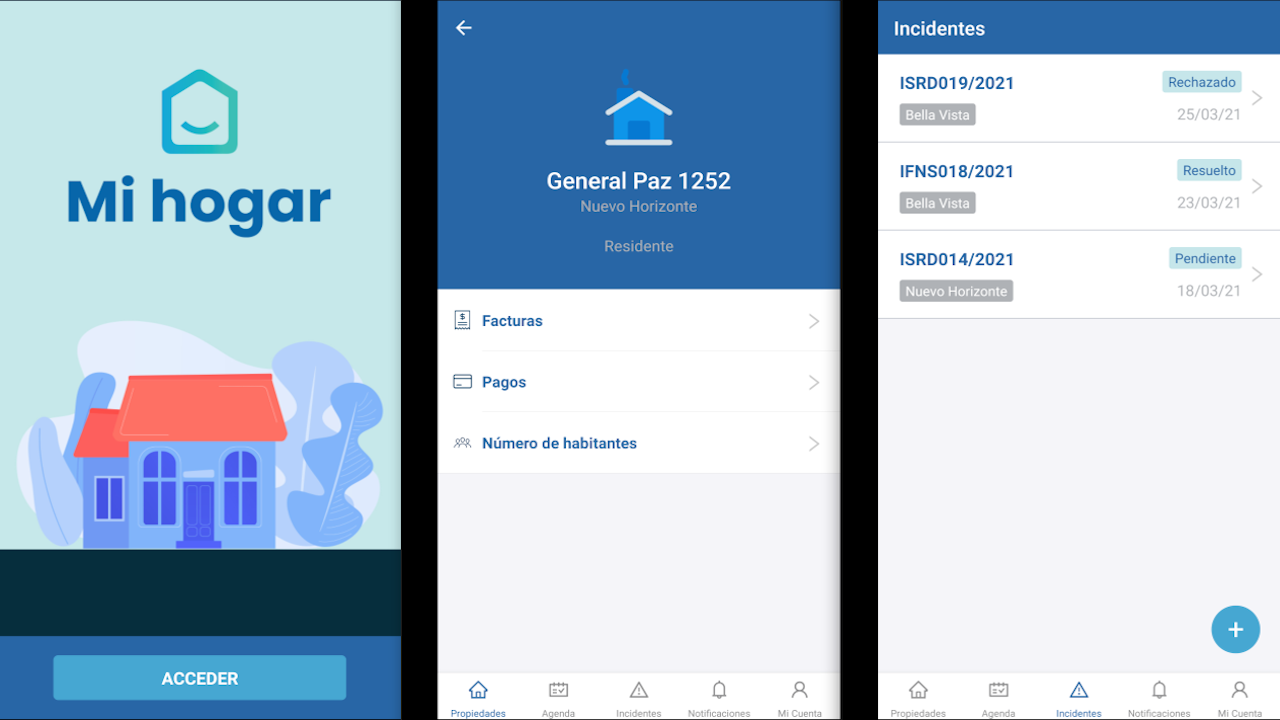 Mi hogar
ACCEDER
General Paz 1252
Nuevo Horizonte
Residente
$
Facturas
Pagos
Número de habitantes
Propiedades Agenda Incidentes Notificaciones Mi Cuenta
Incidentes
ISRD019/2021 Rechazado
Bella Vista 25/03/21
IFNS018/2021 Resuelto
Bella Vista 23/03/21
ISRD014/2021 Pendiente
Nuevo Horizonte 18/03/21
+
Propiedades Agenda Incidentes Notificaciones Mi Cuenta